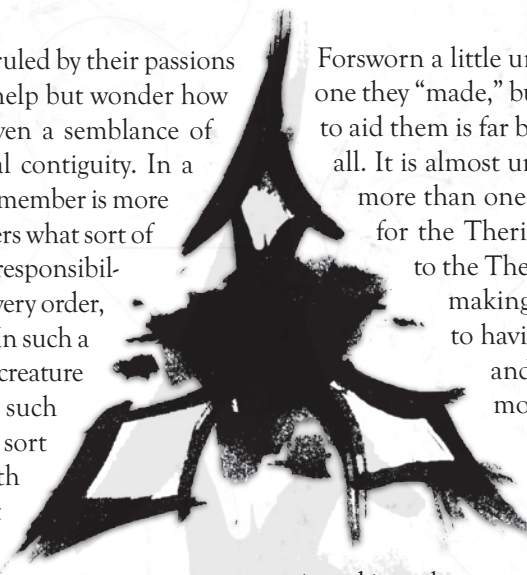 ruled by their passions
help but wonder how
ven a semblance of
al contiguity. In a
member is more
ers what sort of
responsibil-
very order,
In such a
creature
such
sort
th
Forsworn a little un
one they “made,” bu
to aid them is far b
all. It is almost un
more than one
for the Theri
to the The
making
to havi
and
mo